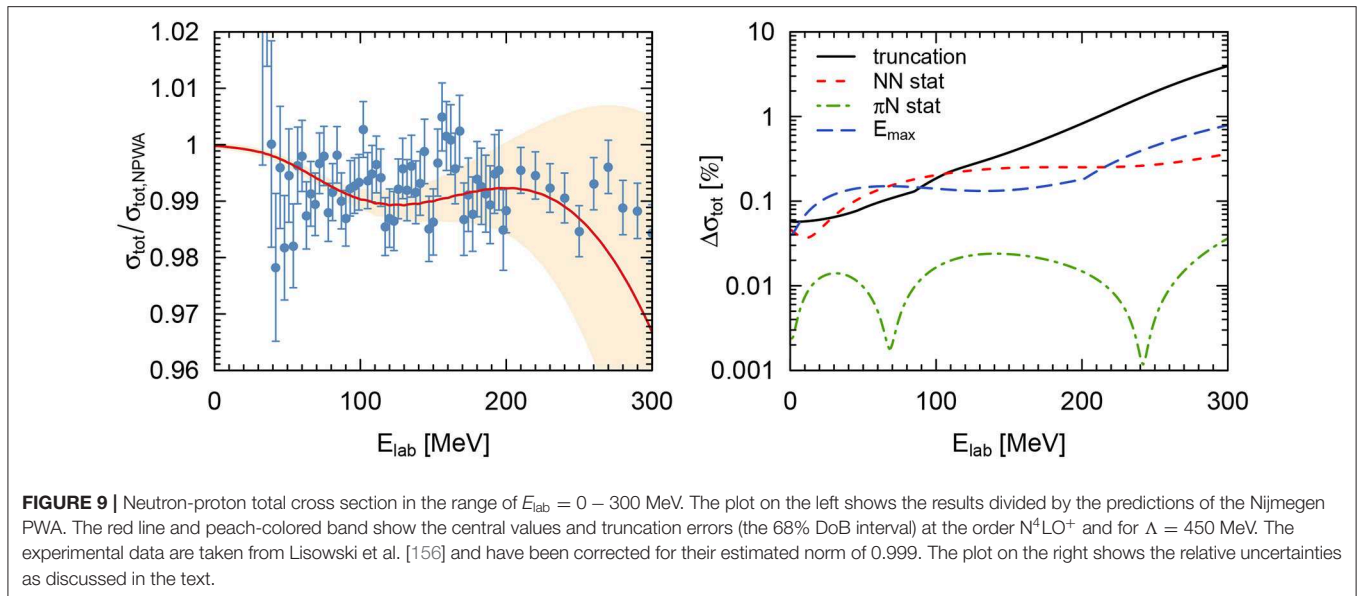 1.02
1.01
1
0.99
0.98
0.97
0.96
σtot/σtot,NPWA
0 100 200 300
Elab [MeV]
10
1
0.1
0.01
0.001
Δσtot [%]
truncation
NN stat
πN stat
Emax
0 100 200 300
Elab [MeV]
FIGURE 9 | Neutron-proton total cross section in the range of Elab = 0 − 300 MeV. The plot on the left shows the results divided by the predictions of the Nijmegen
PWA. The red line and peach-colored band show the central values and truncation errors (the 68% DoB interval) at the order N⁴LO⁺ and for Λ = 450 MeV. The
experimental data are taken from Lisowski et al. [156] and have been corrected for their estimated norm of 0.999. The plot on the right shows the relative uncertainties
as discussed in the text.